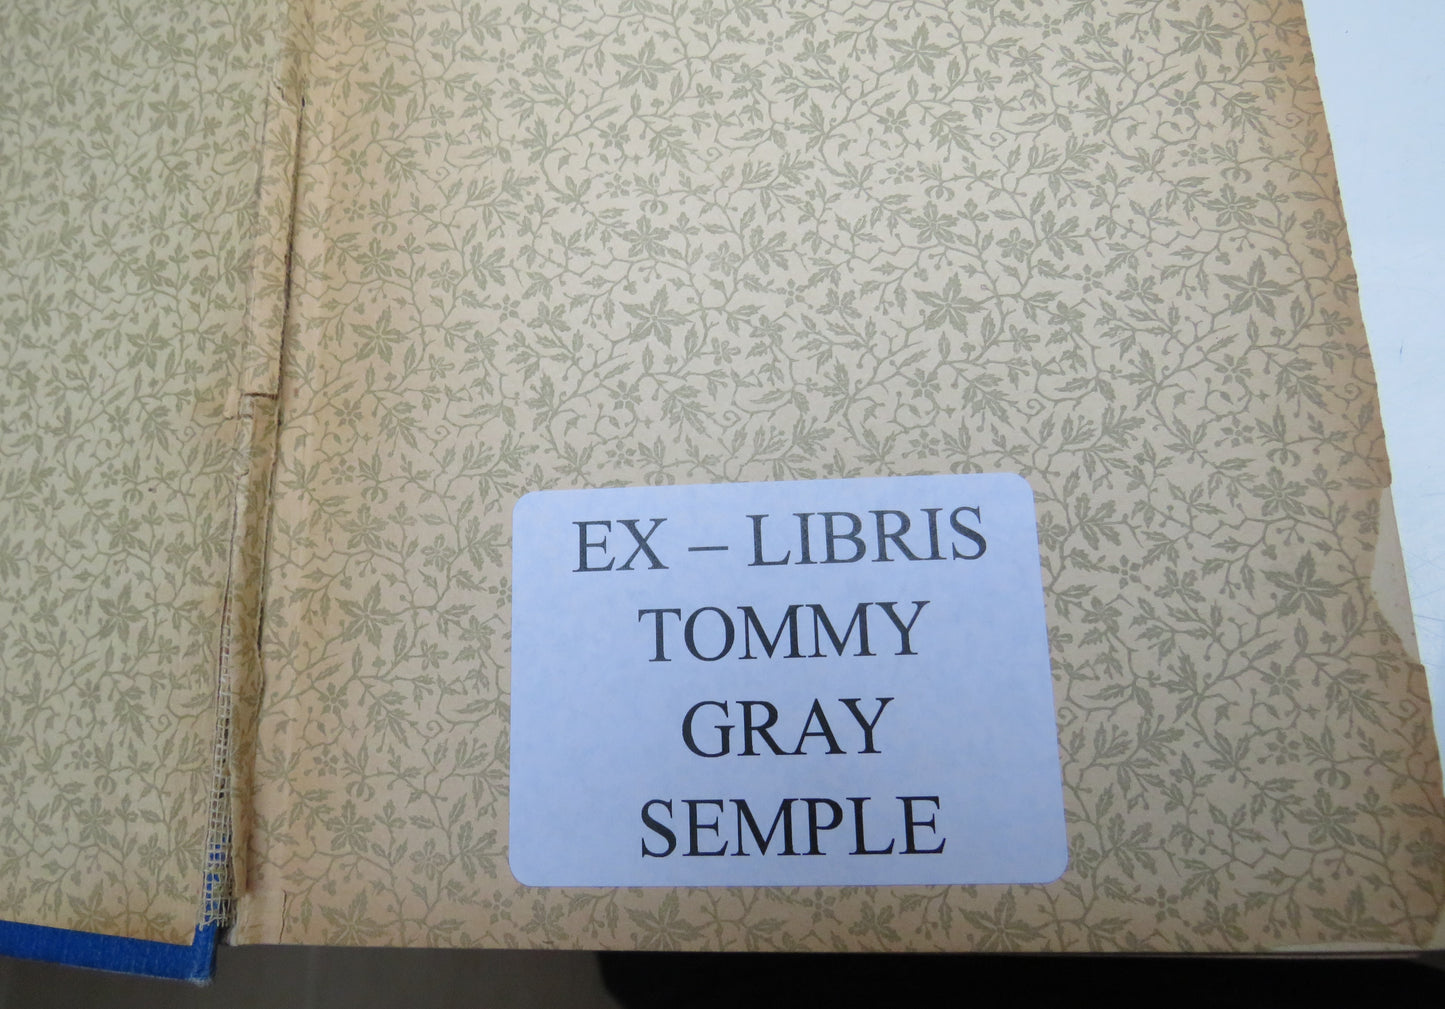 EX – LIBRIS
TOMMY
GRAY
SEMPLE